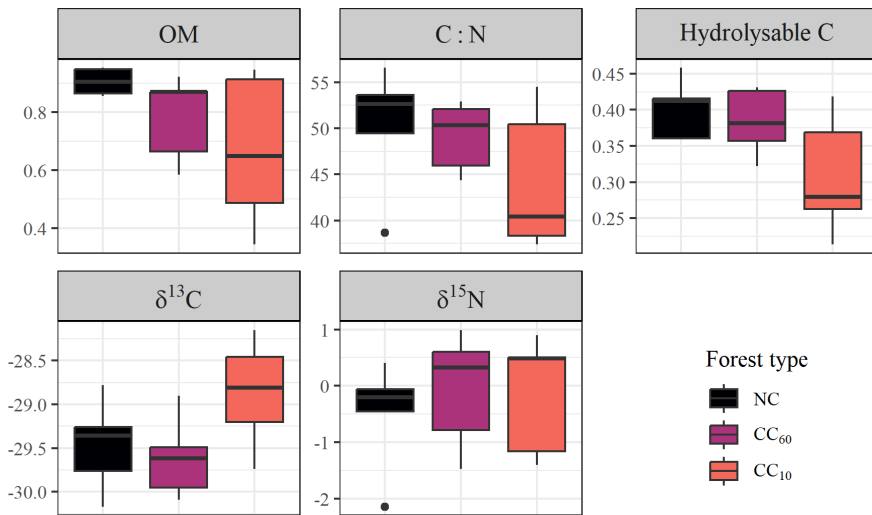 OM
C : N
Hydrolysable C
0.8
0.6
0.4
55
50
45
40
0.45
0.40
0.35
0.30
0.25
δ¹³C
δ¹⁵N
-28.5
-29.0
-29.5
-30.0
1
0
-1
-2
Forest type
NC
CC₆₀
CC₁₀